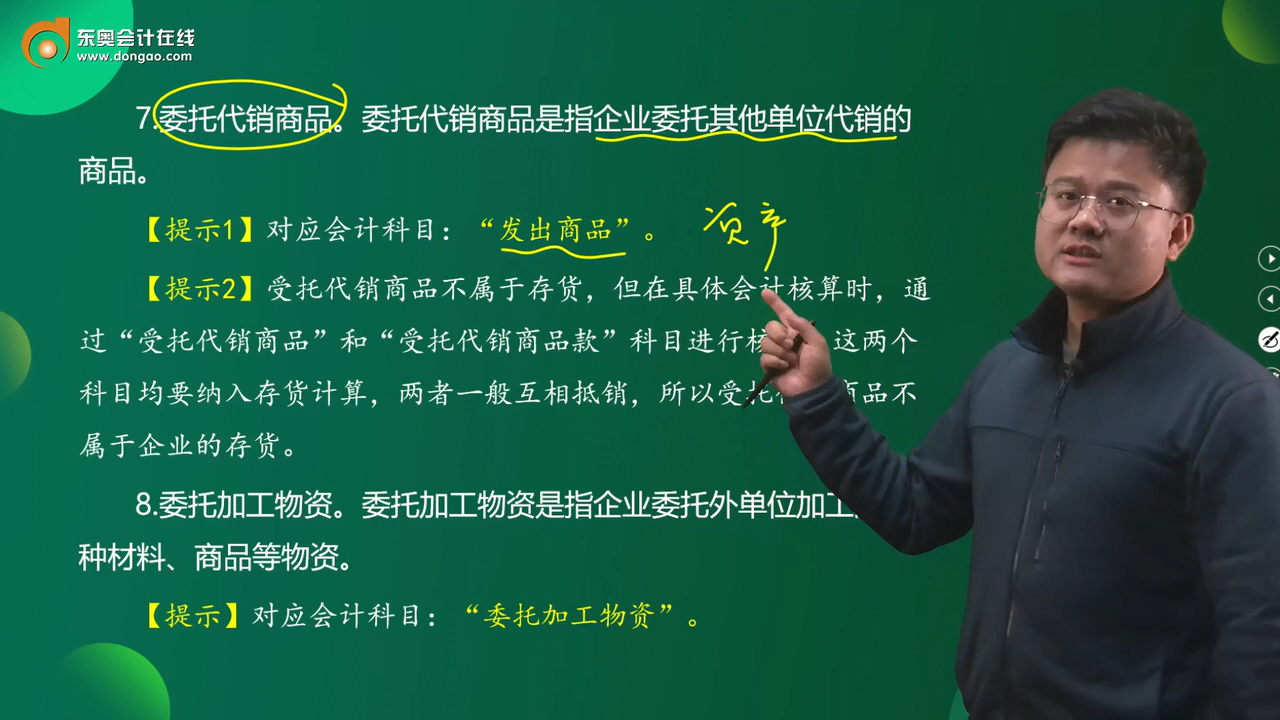 东奥会计在线
www.dongao.com
7.委托代销商品。委托代销商品是指企业委托其他单位代销的
商品。
【提示1】对应会计科目：“发出商品”。 资产
【提示2】受托代销商品不属于存货，但在具体会计核算时，通
过“受托代销商品”和“受托代销商品款”科目进行核 这两个
科目均要纳入存货计算，两者一般互相抵销，所以受托 商品不
属于企业的存货。
8.委托加工物资。委托加工物资是指企业委托外单位加工
种材料、商品等物资。
【提示】对应会计科目：“委托加工物资”。